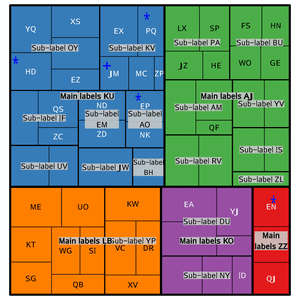 YQ
XS
EX
PQ
LX
SP
FS
HN
Sub-label OY
Sub-label KV
Sub-label PA
Sub-label BU
HD
EZ
JM
MC
ZP
JZ
HE
WO
GE
Main labels KU
Main labels AJ
QS
ND
EP
Sub-label AM
Sub-label YV
Sub-label IF
Sub-label
EM
Sub-label
AO
QF
ZC
ZD
NK
Sub-label IS
Sub-label UV
Sub-label JW
Sub-label
BH
Sub-label RV
Sub-label ZL
ME
UO
KW
EA
YJ
EN
Sub-label DU
KT
Main labels LB
Sub-label YP
Main labels KO
Main
labels ZZ
WG
SI
VC
DR
SG
QB
XV
Sub-label NY
ID
QJ